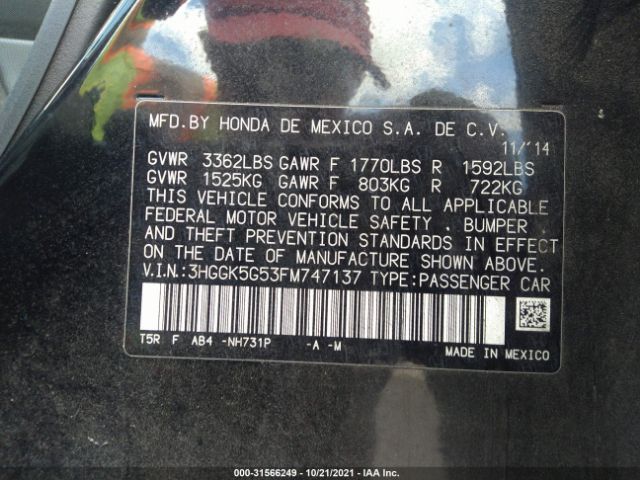 MFD.BY HONDA DE MEXICO S.A. DE C.V.
11/'14
GVWR 3362LBS GAWR F 1770LBS R 1592LBS
GVWR 1525KG GAWR F 803KG R 722KG
THIS VEHICLE CONFORMS TO ALL APPLICABLE
FEDERAL MOTOR VEHICLE SAFETY . BUMPER .
AND THEFT PREVENTION STANDARDS IN EFFECT
ON THE DATE OF MANUFACTURE SHOWN ABOVE.
V.I.N.:3HGGK5G53FM747137 TYPE:PASSENGER CAR
T5R F AB4 -NH731P -A -M
MADE IN MEXICO
000-31566249 - 10/21/2021 - IAA Inc.